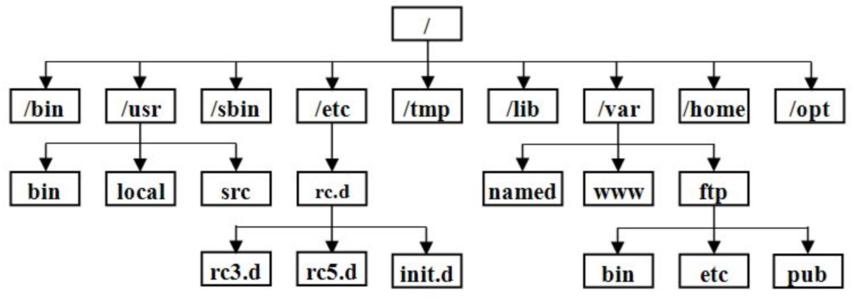 /
/bin /usr /sbin /etc /tmp /lib /var /home /opt
bin local src rc.d named www ftp
rc3.d rc5.d init.d bin etc pub